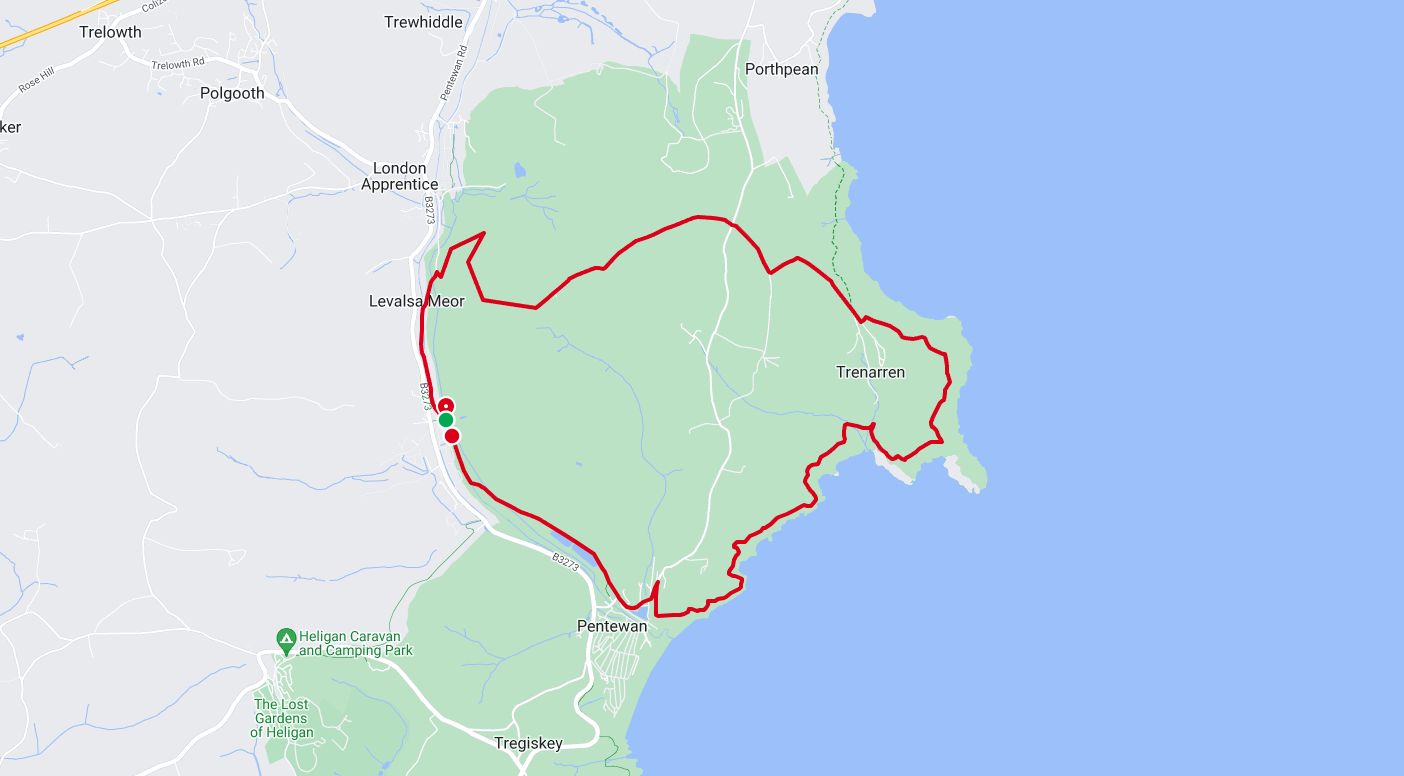 Coliza
Trewhiddle
Trelowth
Trelowth Rd
Rose Hill
Pentewan Rd
Porthpean
Polgooth
ker
London
Apprentice
B3273
Levalsa Meor
Trenarren
B3273
B3273
Pentewan
Heligan Caravan
and Camping Park
The Lost
Gardens
of Heligan
Tregiskey